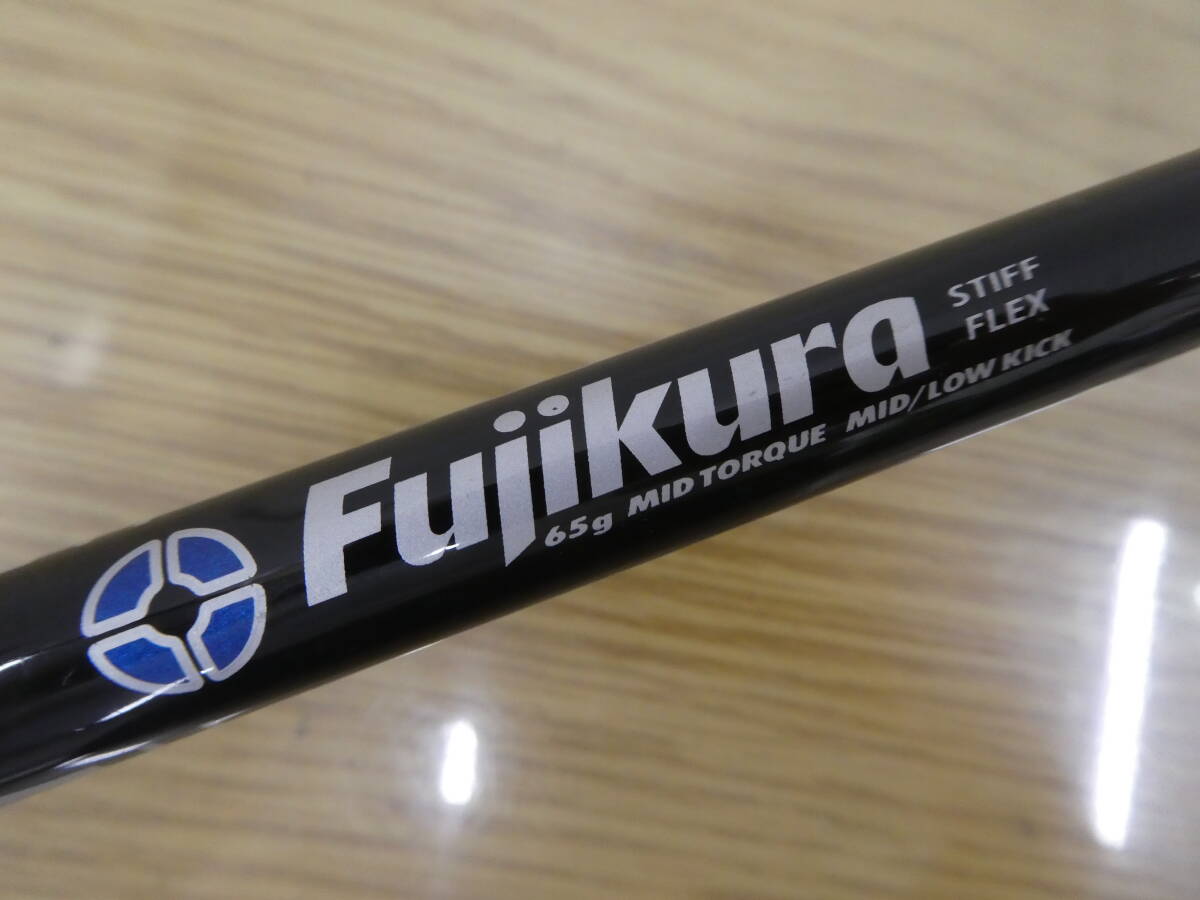 Fujikura
STIFF
FLEX
65g MID TORQUE MID/LOW KICK